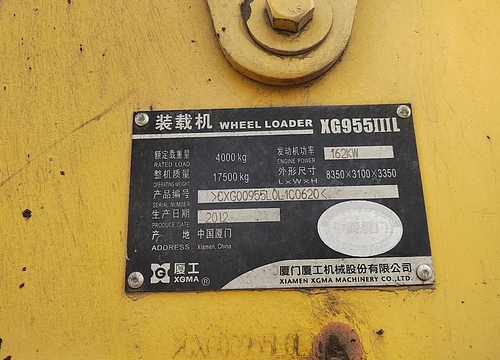 装载机 WHEEL LOADER XG955IIIL
额定载重量 4000 kg 发动机功率 162KW
RATED LOAD ENGINE POWER
整机质量 17500 kg 外形尺寸 8350×3100×3350
OPERATING WEIGHT L×W×H
产品编号 >CXG00955L0L1C0620<
SERIAL NUMBER
生产日期 2012
PRODUCE DATE
产 地 中国厦门
ADDRESS Xiamen, China
厦工 厦门厦工机械股份有限公司
XGMA ® XIAMEN XGMA MACHINERY CO.,LTD.